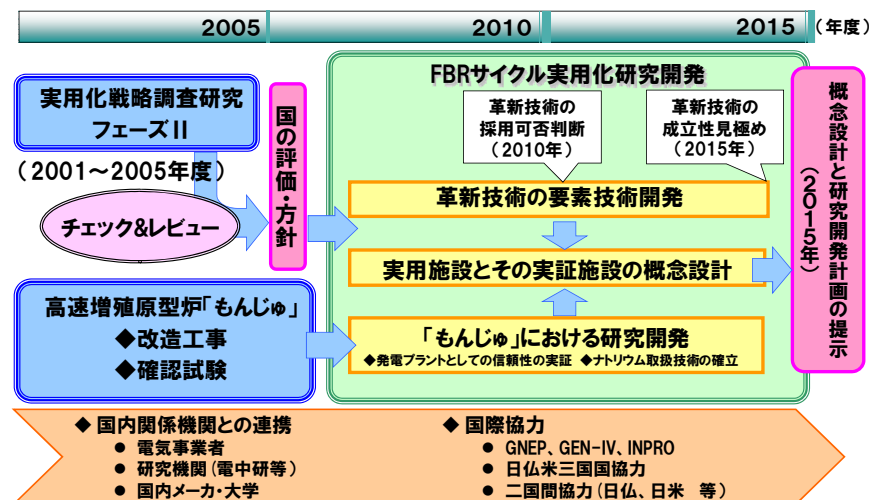 2005
2010
2015
（年度）
実用化戦略調査研究
フェーズⅡ
（2001～2005年度）
チェック&レビュー
国の評価・方針
FBRサイクル実用化研究開発
革新技術の
採用可否判断
（2010年）
革新技術の
成立性見極め
（2015年）
革新技術の要素技術開発
実用施設とその実証施設の概念設計
高速増殖原型炉「もんじゅ」
◆改造工事
◆確認試験
「もんじゅ」における研究開発
◆発電プラントとしての信頼性の実証 ◆ナトリウム取扱技術の確立
概念設計と研究開発計画の提示
（2015年）
◆ 国内関係機関との連携
● 電気事業者
● 研究機関（電中研等）
● 国内メーカ・大学
◆ 国際協力
● GNEP、GEN-IV、INPRO
● 日仏米三国国協力
● 二国間協力（日仏、日米 等）